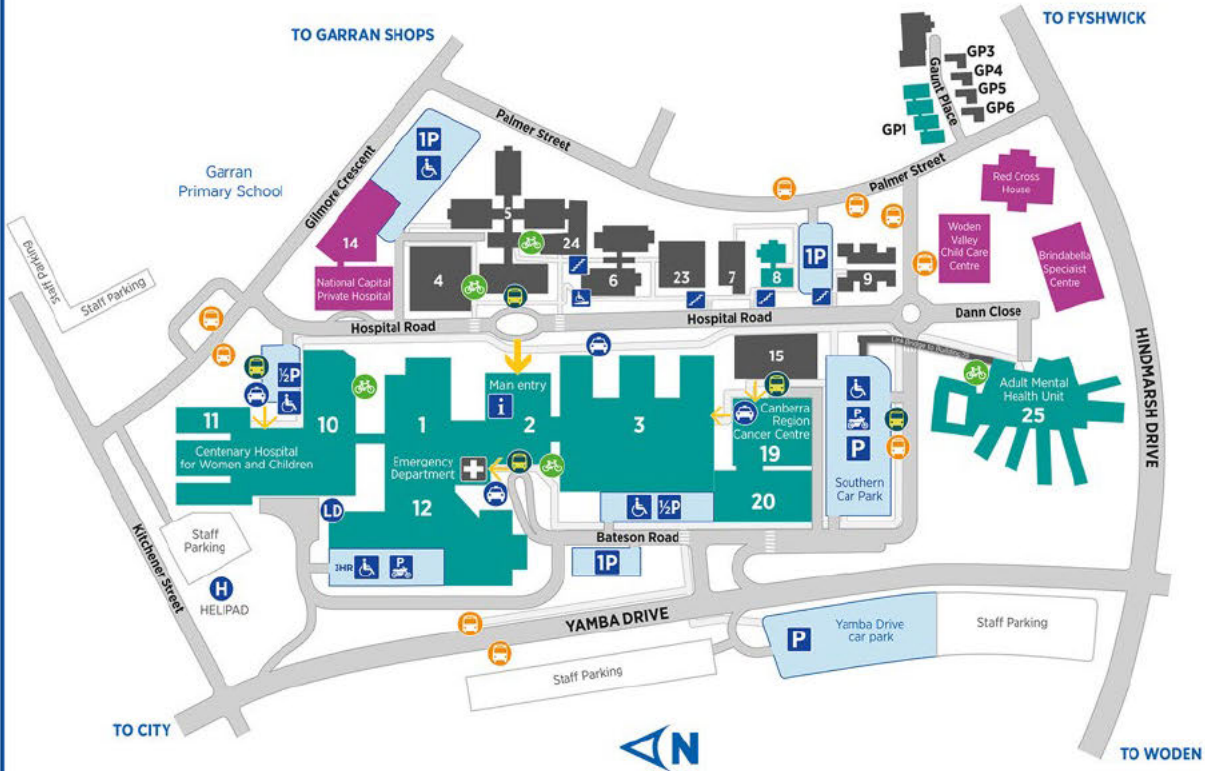 TO FYSHWICK
TO GARRAN SHOPS
GP3
GP4
GP5
GP6
Gaunt Place
GP1
Palmer Street
1P
Garran
Primary School
Gilmore Crescent
Palmer Street
Red Cross
House
Staff Parking
Staff Parking
14
5
24
4
6
23
7
8
1P
9
Woden
Valley
Child Care
Centre
Brindabella
Specialist
Centre
National Capital
Private Hospital
Hospital Road
Hospital Road
Dann Close
HINDMARSH DRIVE
½P
15
Main entry
i
Adult Mental
Health Unit
25
11
10
1
2
3
Canberra
Region
Cancer Centre
19
P
P
Centenary Hospital
for Women and Children
Emergency
Department
Southern
Car Park
12
½P
20
LD
Kitchener Street
Staff
Parking
Bateson Road
1P
3HR
P
H
HELIPAD
YAMBA DRIVE
P
Yamba Drive
car park
Staff Parking
Staff Parking
TO CITY
N
TO WODEN